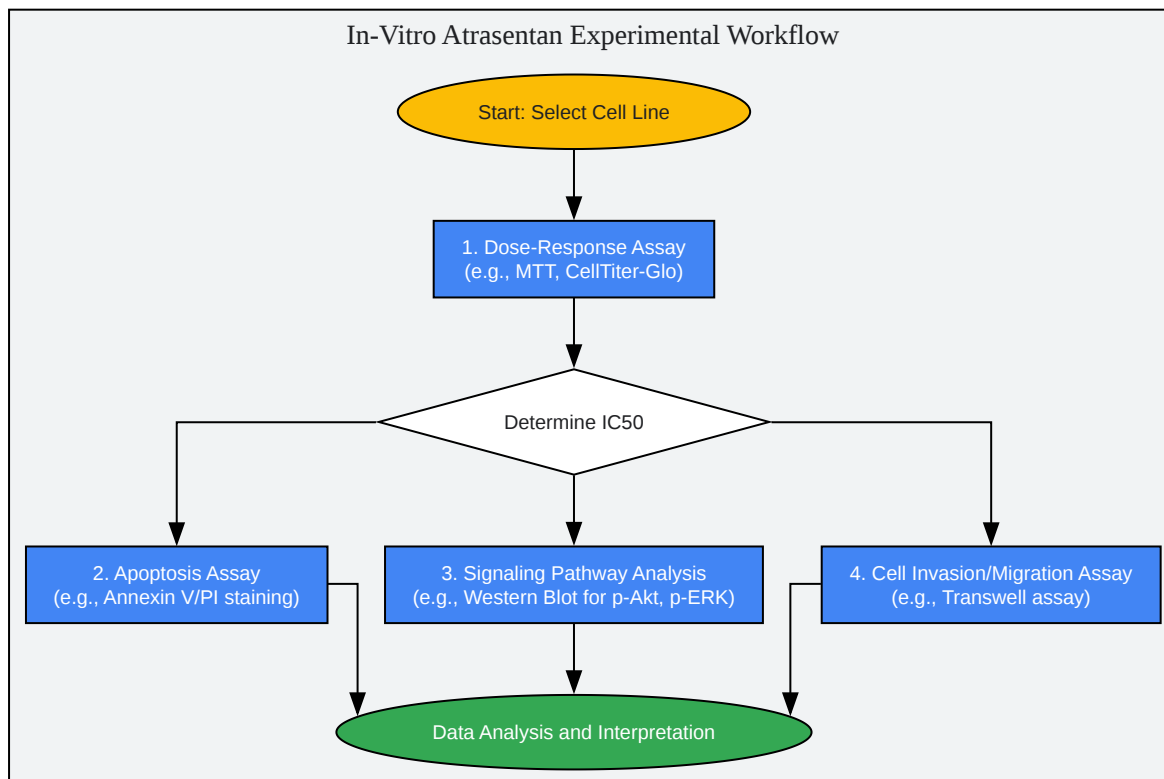 In-Vitro Atrasentan Experimental Workflow
Start: Select Cell Line
1. Dose-Response Assay
(e.g., MTT, CellTiter-Glo)
Determine IC50
2. Apoptosis Assay
(e.g., Annexin V/PI staining)
3. Signaling Pathway Analysis
(e.g., Western Blot for p-Akt, p-ERK)
4. Cell Invasion/Migration Assay
(e.g., Transwell assay)
Data Analysis and Interpretation